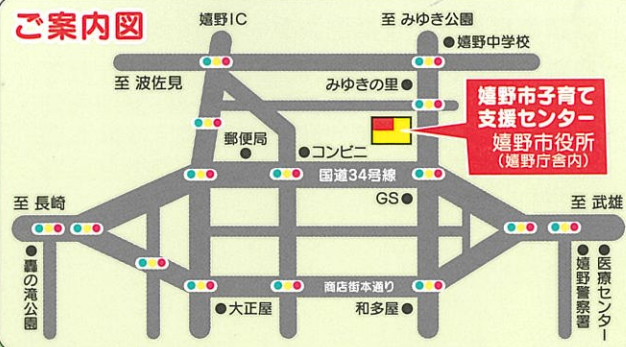 ご案内図
嬉野IC
至 みゆき公園
嬉野中学校
至 波佐見
みゆきの里
嬉野市子育て
支援センター
嬉野市役所
(嬉野庁舎内)
郵便局
コンビニ
国道34号線
至 長崎
GS
至 武雄
轟の滝公園
商店街本通り
大正屋
和多屋
嬉野警察署
医療センター